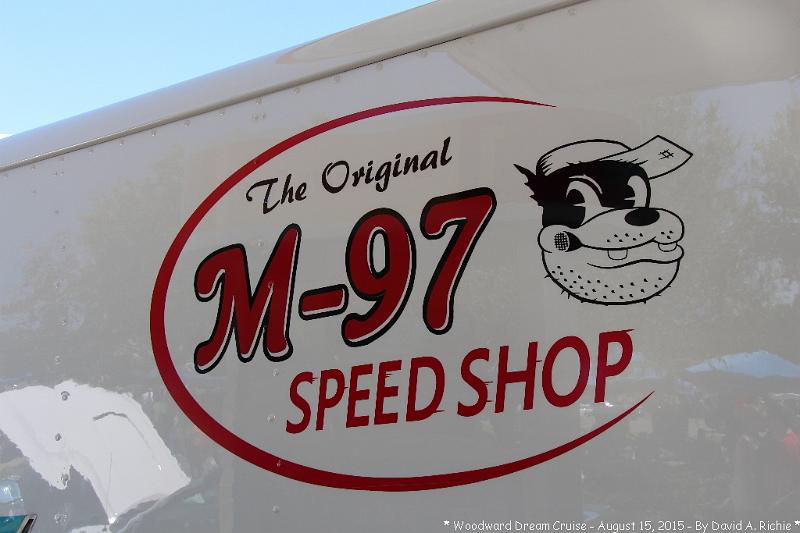 The Original
M-97
SPEED SHOP
* Woodward Dream Cruise - August 15, 2015 - By David A. Richie *